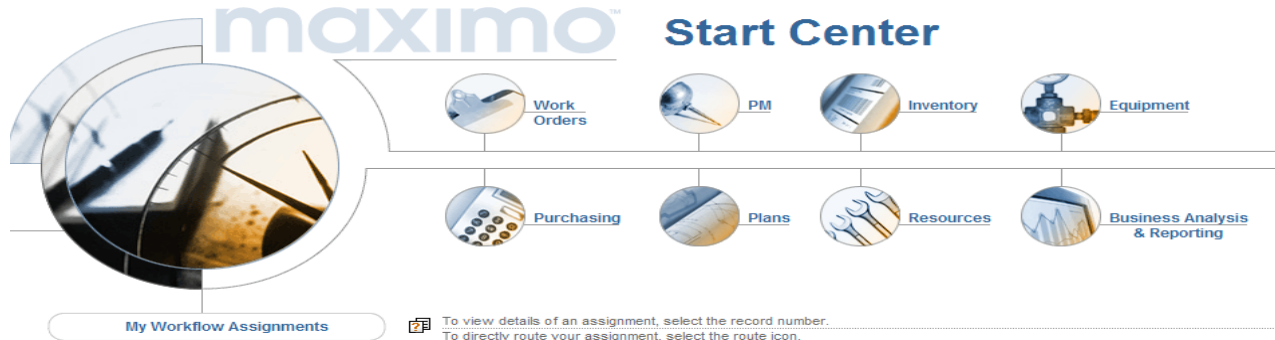 maximo™ Start Center
Work
Orders
PM
Inventory
Equipment
Purchasing
Plans
Resources
Business Analysis
& Reporting
My Workflow Assignments
To view details of an assignment, select the record number.
To directly route your assignment, select the route icon.